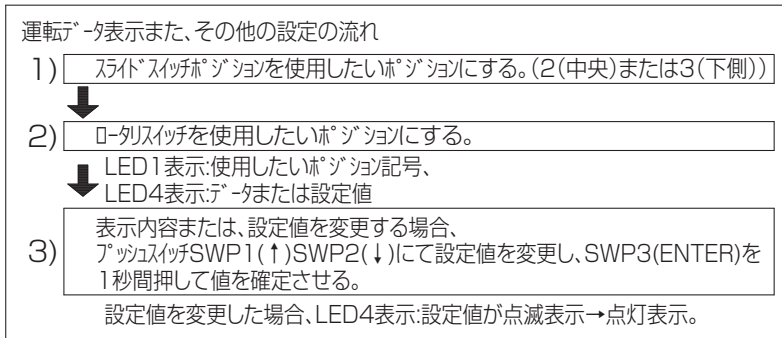 運転ﾃﾞｰﾀ表示また、その他の設定の流れ
1) ｽﾗｲﾄﾞｽｲｯﾁﾎﾟｼﾞｼｮﾝを使用したいﾎﾟｼﾞｼｮﾝにする。(2(中央)または3(下側))
2) ﾛｰﾀﾘｽｲｯﾁを使用したいﾎﾟｼﾞｼｮﾝにする。
LED1表示:使用したいﾎﾟｼﾞｼｮﾝ記号、
LED4表示:ﾃﾞｰﾀまたは設定値
表示内容または、設定値を変更する場合、
3) ﾌﾟｯｼｭｽｲｯﾁSWP1(↑)SWP2(↓)にて設定値を変更し、SWP3(ENTER)を
1秒間押して値を確定させる。
設定値を変更した場合、LED4表示:設定値が点滅表示→点灯表示。